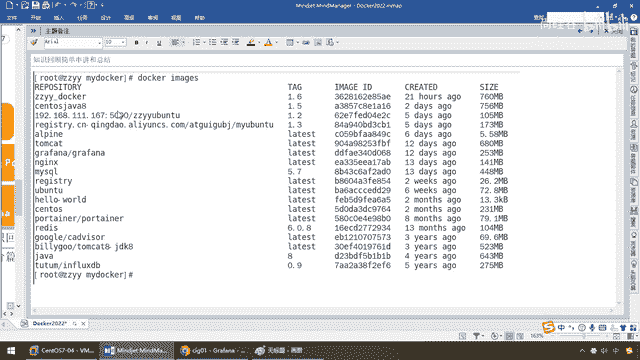 Mindjet MindManager - Docker2022.mmap
主题备注
Arial
10
知识回顾简单串讲和总结
[root@zzyy mydocker]# docker images
REPOSITORY TAG IMAGE ID CREATED SIZE
zzyy_docker 1.6 3628162e85ae 21 hours ago 760MB
centosjava8 1.5 a3857c8e1a16 2 days ago 756MB
192.168.111.167:5000/zzyyubuntu 1.2 62e7fed04e2c 5 days ago 105MB
registry.cn-qingdao.aliyuncs.com/atguigubj/myubuntu 1.3 84a940bd3cb1 5 days ago 173MB
alpine latest c059bfaa849c 6 days ago 5.58MB
tomcat latest 904a98253fbf 12 days ago 680MB
grafana/grafana latest ddfae340d068 12 days ago 253MB
nginx latest ea335eea17ab 13 days ago 141MB
mysql 5.7 8b43c6af2ad0 13 days ago 448MB
registry latest b8604a3fe854 2 weeks ago 26.2MB
ubuntu latest ba6acccedd29 6 weeks ago 72.8MB
hello-world latest feb5d9fea6a5 2 months ago 13.3kB
centos latest 5d0da3dc9764 2 months ago 231MB
portainer/portainer latest 580c0e4e98b0 8 months ago 79.1MB
redis 6.0.8 16ecd2772934 13 months ago 104MB
google/cadvisor latest eb1210707573 3 years ago 69.6MB
billygoo/tomcat8-jdk8 latest 30ef4019761d 3 years ago 523MB
java 8 d23bdf5b1b1b 4 years ago 643MB
tutum/influxdb 0.9 7aa2a38f2ef6 5 years ago 275MB
[root@zzyy mydocker]#
Docker2022*
163%
CentOS7-04 - VM...
Mindjet MindMa...
cig01 - Grafana - ...
无标题 - 画图